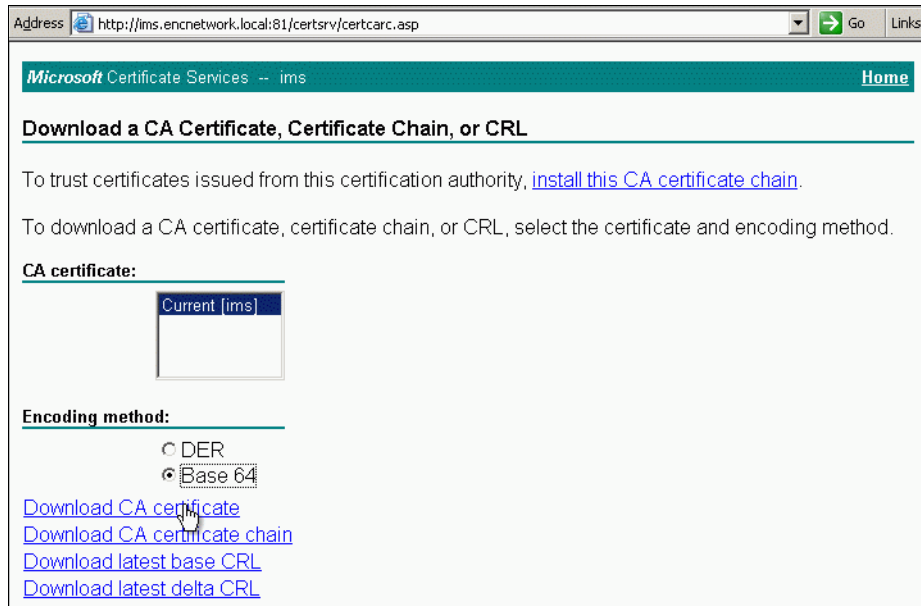 Address http://ims.encnetwork.local:81/certsrv/certcarc.asp Go Links
Microsoft Certificate Services -- ims Home
Download a CA Certificate, Certificate Chain, or CRL
To trust certificates issued from this certification authority, install this CA certificate chain.
To download a CA certificate, certificate chain, or CRL, select the certificate and encoding method.
CA certificate:
Current [ims]
Encoding method:
DER
Base 64
Download CA certificate
Download CA certificate chain
Download latest base CRL
Download latest delta CRL